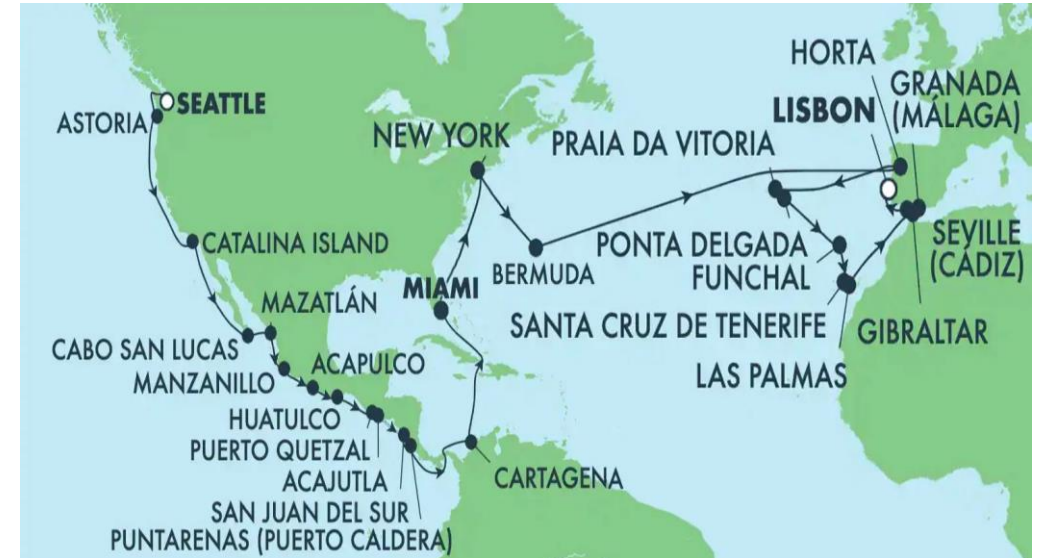 HORTA
GRANADA
(MÁLAGA)
SEATTLE
LISBON
ASTORIA
NEW YORK
PRAIA DA VITORIA
CATALINA ISLAND
PONTA DELGADA
SEVILLE
(CÁDIZ)
BERMUDA
FUNCHAL
MAZATLÁN
MIAMI
SANTA CRUZ DE TENERIFE
GIBRALTAR
CABO SAN LUCAS
ACAPULCO
MANZANILLO
LAS PALMAS
HUATULCO
PUERTO QUETZAL
ACAJUTLA
CARTAGENA
SAN JUAN DEL SUR
PUNTARENAS (PUERTO CALDERA)